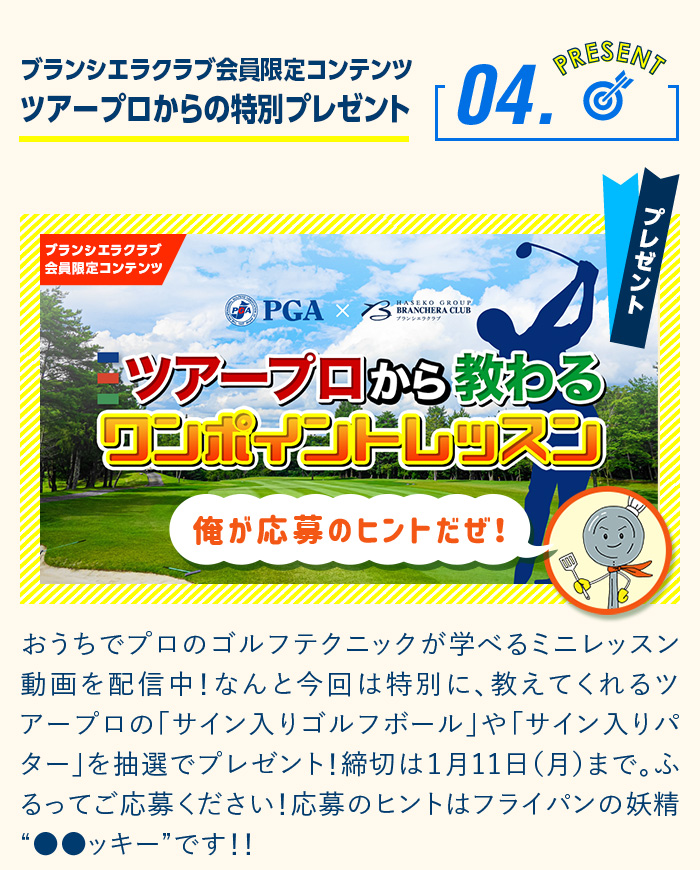 ブランシエラクラブ会員限定コンテンツ
ツアープロからの特別プレゼント
04.
PRESENT
プレゼント
ブランシエラクラブ
会員限定コンテンツ
PGA PGA × B HASEKO GROUP
BRANCHERA CLUB
ブランシエラクラブ
ツアープロから教わる
ワンポイントレッスン
俺が応募のヒントだぜ!
おうちでプロのゴルフテクニックが学べるミニレッスン
動画を配信中!なんと今回は特別に、教えてくれるツ
アープロの「サイン入りゴルフボール」や「サイン入りパ
ター」を抽選でプレゼント!締切は1月11日(月)まで。ふ
るってご応募ください!応募のヒントはフライパンの妖精
“●●ッキー”です!!